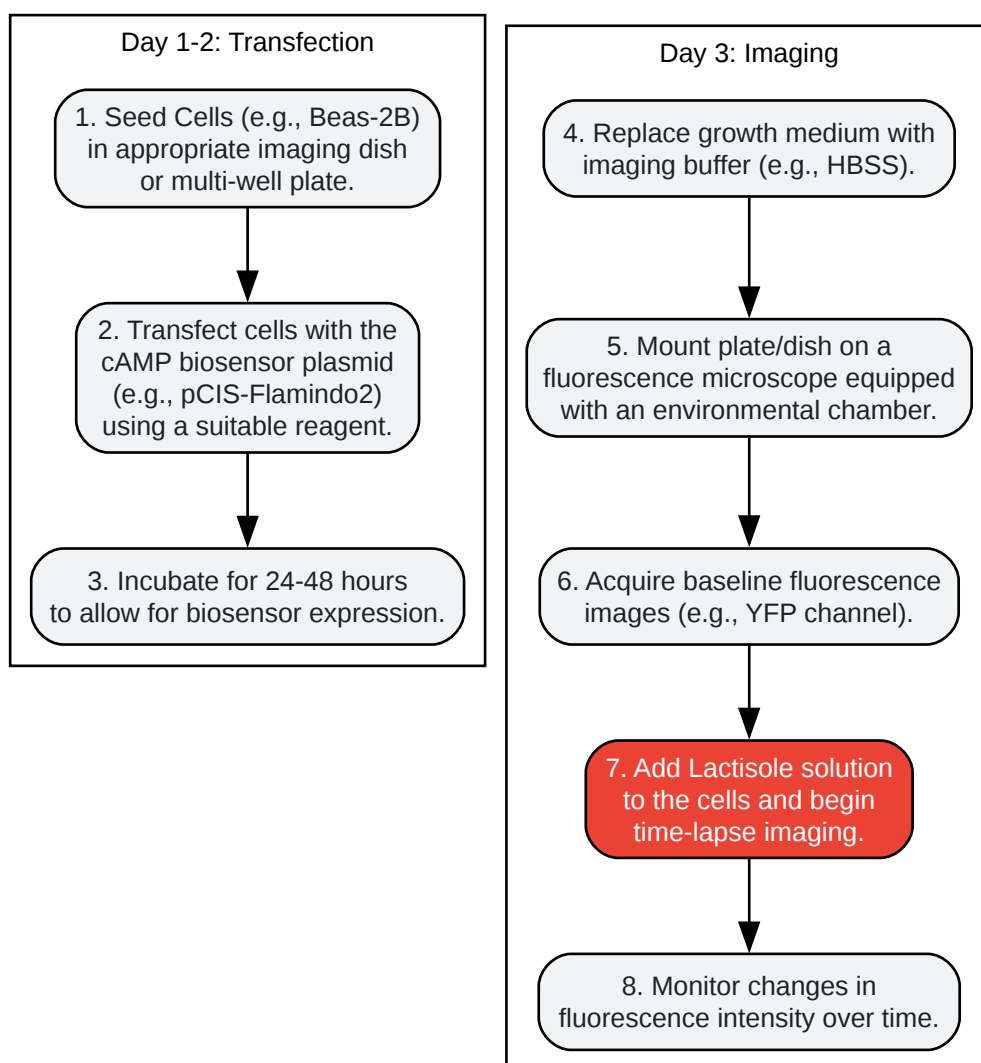 Day 1-2: Transfection
1. Seed Cells (e.g., Beas-2B)
in appropriate imaging dish
or multi-well plate.
2. Transfect cells with the
cAMP biosensor plasmid
(e.g., pCIS-Flamindo2)
using a suitable reagent.
3. Incubate for 24-48 hours
to allow for biosensor expression.
Day 3: Imaging
4. Replace growth medium with
imaging buffer (e.g., HBSS).
5. Mount plate/dish on a
fluorescence microscope equipped
with an environmental chamber.
6. Acquire baseline fluorescence
images (e.g., YFP channel).
7. Add Lactisole solution
to the cells and begin
time-lapse imaging.
8. Monitor changes in
fluorescence intensity over time.